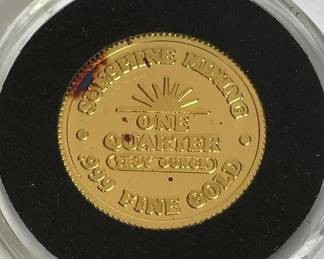 SUNSHINE MINING
ONE
QUARTER
TROY OUNCE
.999 FINE GOLD